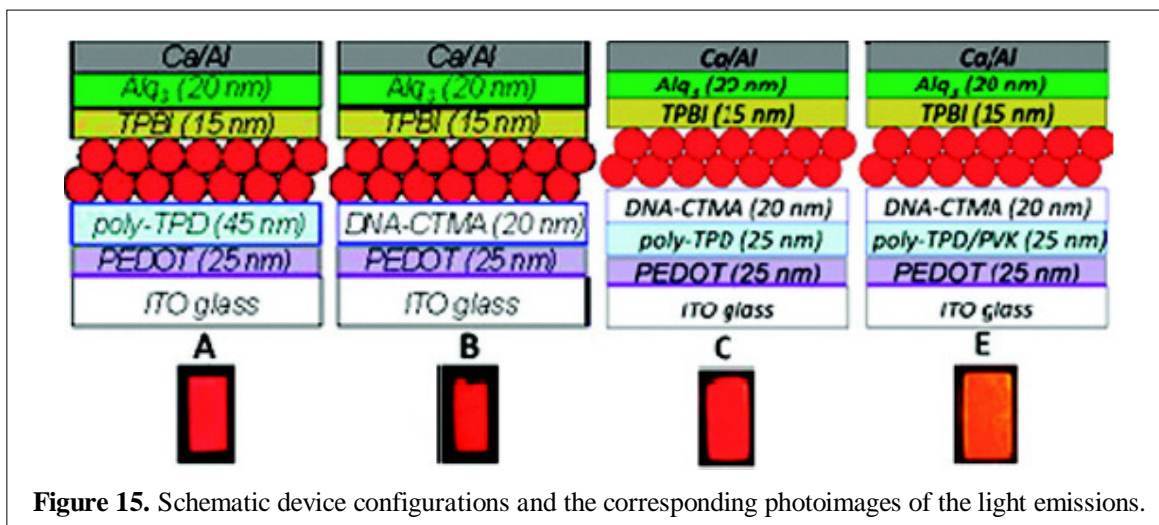 Ca/Al
Alq3 (20 nm)
TPBI (15 nm)
poly-TPD (45 nm)
PEDOT (25 nm)
ITO glass
A
Ca/Al
Alq3 (20 nm)
TPBI (15 nm)
DNA-CTMA (20 nm)
PEDOT (25 nm)
ITO glass
B
Ca/Al
Alq3 (20 nm)
TPBI (15 nm)
DNA-CTMA (20 nm)
poly-TPD (25 nm)
PEDOT (25 nm)
ITO glass
C
Ca/Al
Alq3 (20 nm)
TPBI (15 nm)
DNA-CTMA (20 nm)
poly-TPD/PVK (25 nm)
PEDOT (25 nm)
ITO glass
E
Figure 15. Schematic device configurations and the corresponding photoimages of the light emissions.